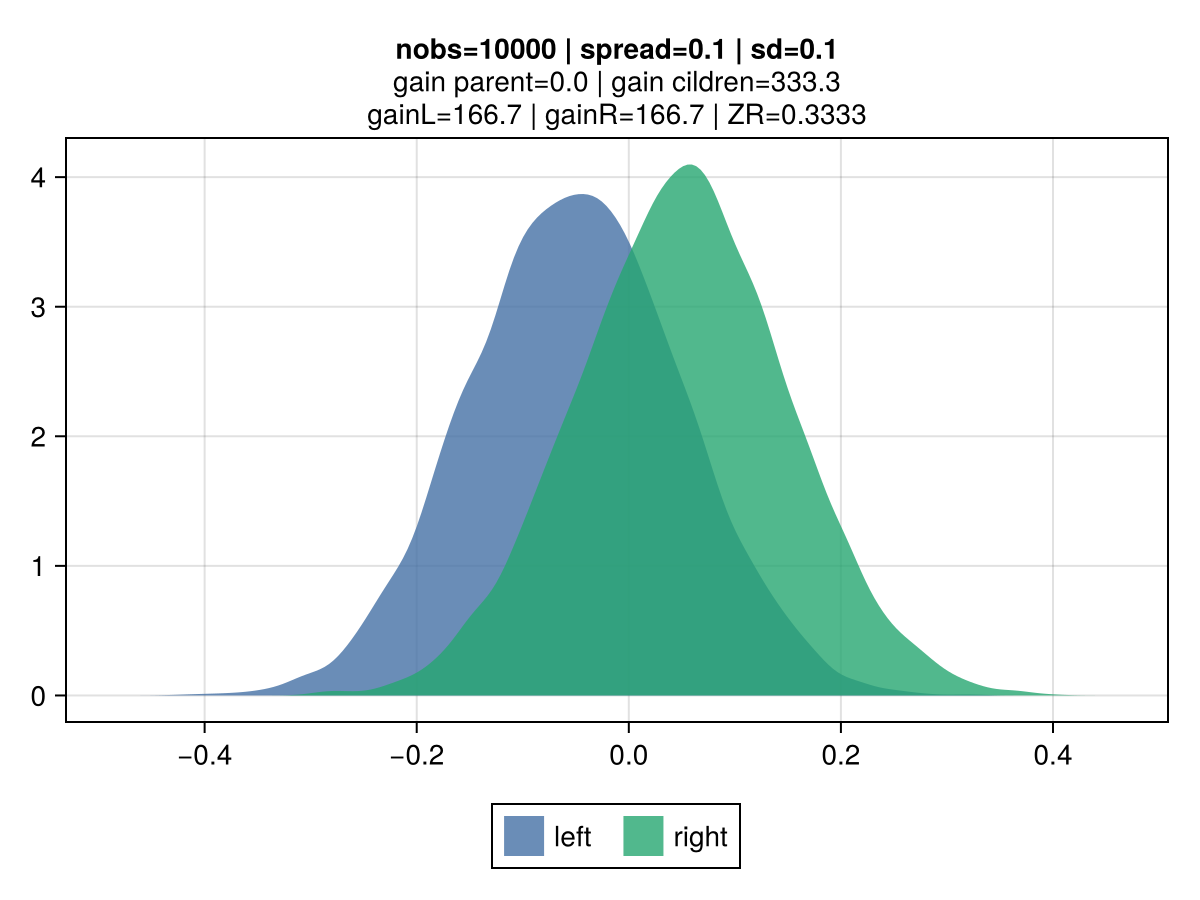 nobs=10000 | spread=0.1 | sd=0.1
gain parent=0.0 | gain cildren=333.3
gainL=166.7 | gainR=166.7 | ZR=0.3333
4
3
2
1
0
−0.4 −0.2 0.0 0.2 0.4
left right